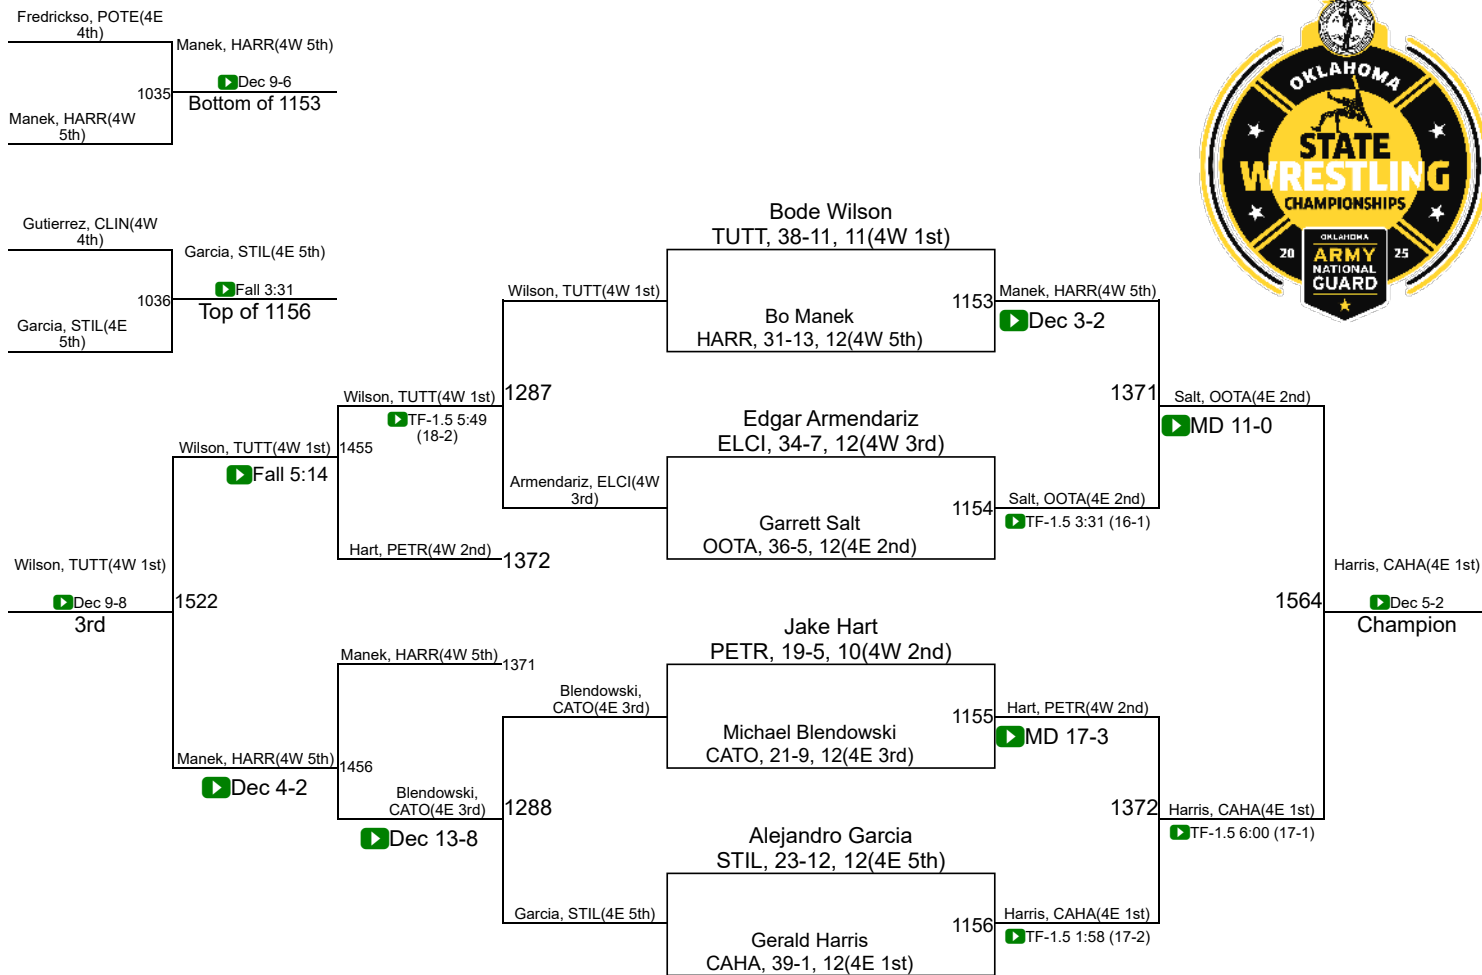 Fredrickso, POTE(4E
4th)
Manek, HARR(4W 5th)
Dec 9-6
1035
Bottom of 1153
Manek, HARR(4W
5th)
Gutierrez, CLIN(4W
4th)
Garcia, STIL(4E 5th)
Fall 3:31
1036
Top of 1156
Garcia, STIL(4E
5th)
OKLAHOMA
STATE
WRESTLING
CHAMPIONSHIPS
OKLAHOMA
20 ARMY 25
NATIONAL
GUARD
Bode Wilson
TUTT, 38-11, 11(4W 1st)
Wilson, TUTT(4W 1st)
1153
Manek, HARR(4W 5th)
Bo Manek
HARR, 31-13, 12(4W 5th)
Dec 3-2
Wilson, TUTT(4W 1st)
1287
TF-1.5 5:49
(18-2)
1371
Salt, OOTA(4E 2nd)
MD 11-0
Edgar Armendariz
ELCI, 34-7, 12(4W 3rd)
Wilson, TUTT(4W 1st)
1455
Fall 5:14
Armendariz, ELCI(4W
3rd)
1154
Salt, OOTA(4E 2nd)
TF-1.5 3:31 (16-1)
Garrett Salt
OOTA, 36-5, 12(4E 2nd)
Hart, PETR(4W 2nd)
1372
Wilson, TUTT(4W 1st)
Dec 9-8
1522
3rd
Harris, CAHA(4E 1st)
1564
Dec 5-2
Champion
Jake Hart
PETR, 19-5, 10(4W 2nd)
Manek, HARR(4W 5th)
1371
Blendowski,
CATO(4E 3rd)
1155
Hart, PETR(4W 2nd)
MD 17-3
Michael Blendowski
CATO, 21-9, 12(4E 3rd)
Manek, HARR(4W 5th)
1456
Dec 4-2
Blendowski,
CATO(4E 3rd)
1288
Dec 13-8
1372
Harris, CAHA(4E 1st)
TF-1.5 6:00 (17-1)
Alejandro Garcia
STIL, 23-12, 12(4E 5th)
Garcia, STIL(4E 5th)
1156
Harris, CAHA(4E 1st)
TF-1.5 1:58 (17-2)
Gerald Harris
CAHA, 39-1, 12(4E 1st)